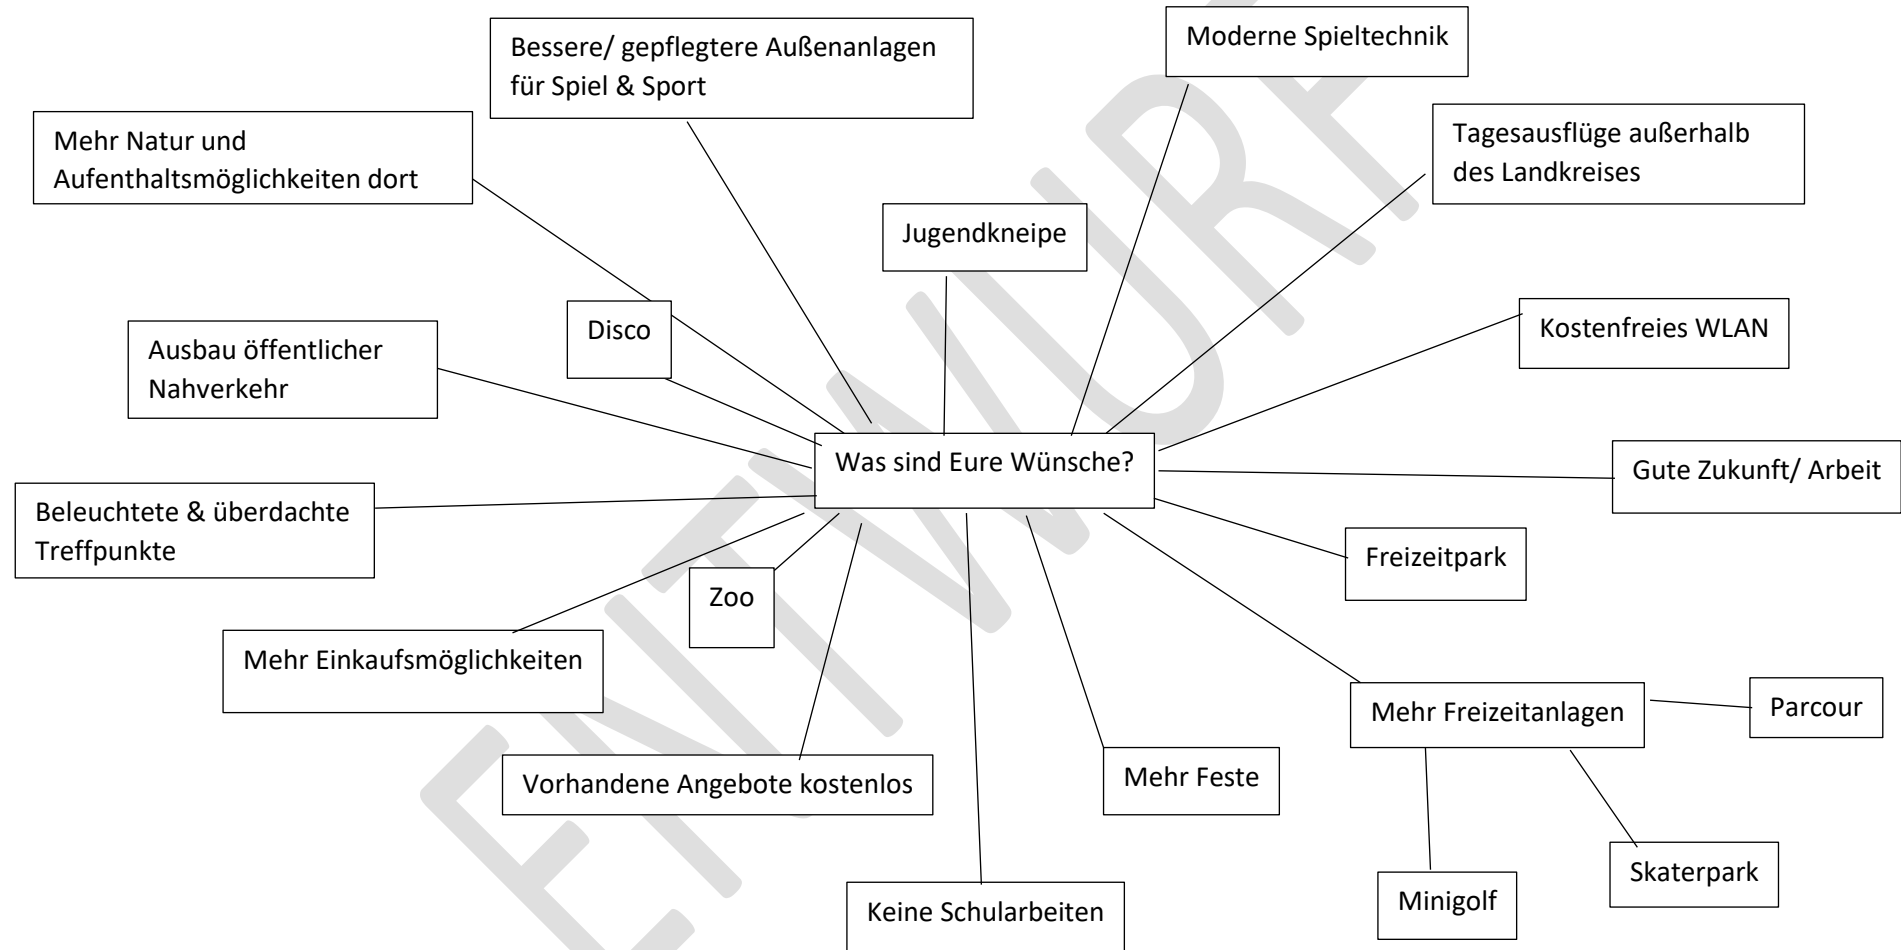 Bessere/ gepflegtere Außenanlagen
für Spiel & Sport
Moderne Spieltechnik
Mehr Natur und
Aufenthaltsmöglichkeiten dort
Tagesausflüge außerhalb
des Landkreises
Jugendkneipe
Disco
Kostenfreies WLAN
Ausbau öffentlicher
Nahverkehr
Was sind Eure Wünsche?
Gute Zukunft/ Arbeit
Beleuchtete & überdachte
Treffpunkte
Freizeitpark
Zoo
Mehr Einkaufsmöglichkeiten
Mehr Freizeitanlagen
Parcour
Vorhandene Angebote kostenlos
Mehr Feste
Skaterpark
Minigolf
Keine Schularbeiten
ENTWURF